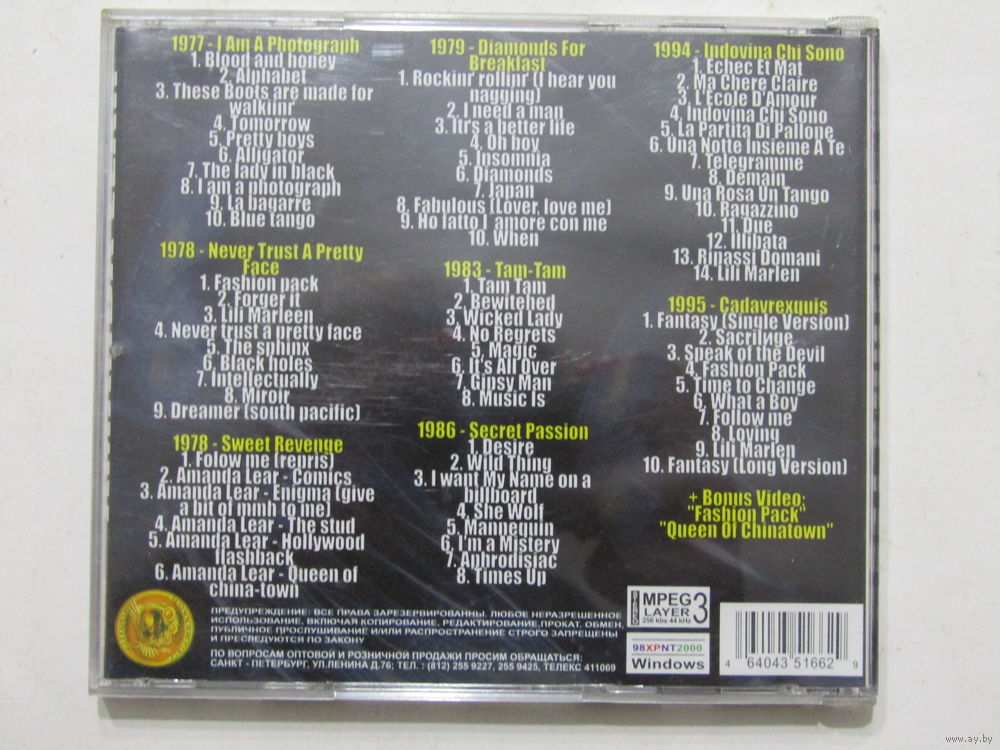 1977 - I Am A Photograph
1. Blood and honey
2. Alphabet
3. These Boots are made for
walkiinr
4. Tomorrow
5. Pretty boys
6. Alligator
7. The lady in black
8. I am a photograph
9. La bagarre
10. Blue tango
1978 - Never Trust A Pretty
Face
1. Fashion pack
2. Forger it
3. Lili Marleen
4. Never trust a pretty face
5. The sphinx
6. Black holes
7. Intellectually
8. Miroir
9. Dreamer (south pacific)
1978 - Sweet Revenge
1. Folow me (renris)
2. Amanda Lear - Comics
3. Amanda Lear - Enigma (give
a bit of minh to me)
4. Amanda Lear - The stud
5. Amanda Lear - Hollywood
flashback
6. Amanda Lear - Queen of
china-town
1979 - Diamonds For
Breakfast
1. Rockinr rollinr (I hear you
nagging)
2. I need a man
3. Itrs a better life
4. Oh boy
5. Insomnia
6. Diamonds
7. Japan
8. Fabulous (Lover, love me)
9. Ho fatto l amore con me
10. When
1983 - Tam-Tam
1. Tam Tam
2. Bewitehed
3. Wicked Lady
4. No Regrets
5. Magic
6. It's All Over
7. Gipsy Man
8. Music Is
1986 - Secret Passion
1. Desire
2. Wild Thing
3. I want My Name on a
billboard
4. She Wolf
5. Mannequin
6. I'm a Mistery
7. Aphrodisiac
8. Times Up
1994 - Indovina Chi Sono
1. Echec Et Mat
2. Ma Chere Claire
3. L'Ecole D'Amour
4. Indovina Chi Sono
5. La Partita Di Pallone
6. Una Notte Insieme A Te
7. Telegramme
8. Demain
9. Una Rosa Un Tango
10. Ragazzino
11. Due
12. Illibata
13. Ripassi Domani
14. Lili Marlen
1995 - Cadavrexquis
1. Fantasy (Single Version)
2. Sacrilige
3. Speak of the Devil
4. Fashion Pack
5. Time to Change
6. What a Boy
7. Follow me
8. Loving
9. Lili Marlen
10. Fantasy (Long Version)
+ Bonus Video:
"Fashion Pack"
"Queen Of Chinatown"
ПРЕДУПРЕЖДЕНИЕ: ВСЕ ПРАВА ЗАРЕЗЕРВИРОВАННЫ. ЛЮБОЕ НЕРАЗРЕШЕННОЕ
ИСПОЛЬЗОВАНИЕ, ВКЛЮЧАЯ КОПИРОВАНИЕ, РЕДАКТИРОВАНИЕ,ПРОКАТ, ОБМЕН,
ПУБЛИЧНОЕ ПРОСЛУШИВАНИЕ И/ИЛИ РАСПРОСТРАНЕНИЕ СТРОГО ЗАПРЕЩЕНЫ
И ПРЕСЛЕДУЮТСЯ ПО ЗАКОНУ
ПО ВОПРОСАМ ОПТОВОЙ И РОЗНИЧНОЙ ПРОДАЖИ ПРОСИМ ОБРАЩАТЬСЯ:
САНКТ - ПЕТЕРБУРГ, УЛ.ЛЕНИНА Д.76; ТЕЛ. : (812) 255 9227, 255 9425, ТЕЛЕКС 411069
MPEG
LAYER 3
256 kbs 44 kHz
98XPNT2000
Windows
4 64043 51662 9
www.ay.by